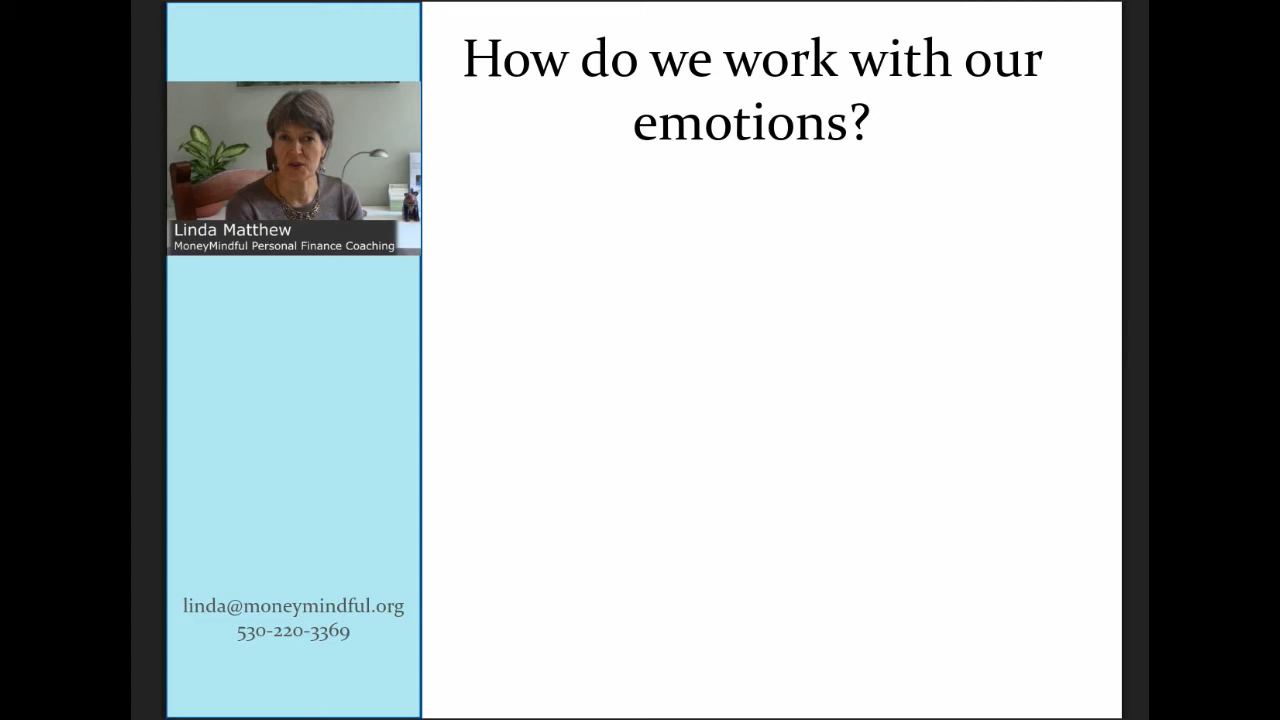 How do we work with our
emotions?
Linda Matthew
MoneyMindful Personal Finance Coaching
linda@moneymindful.org
530-220-3369